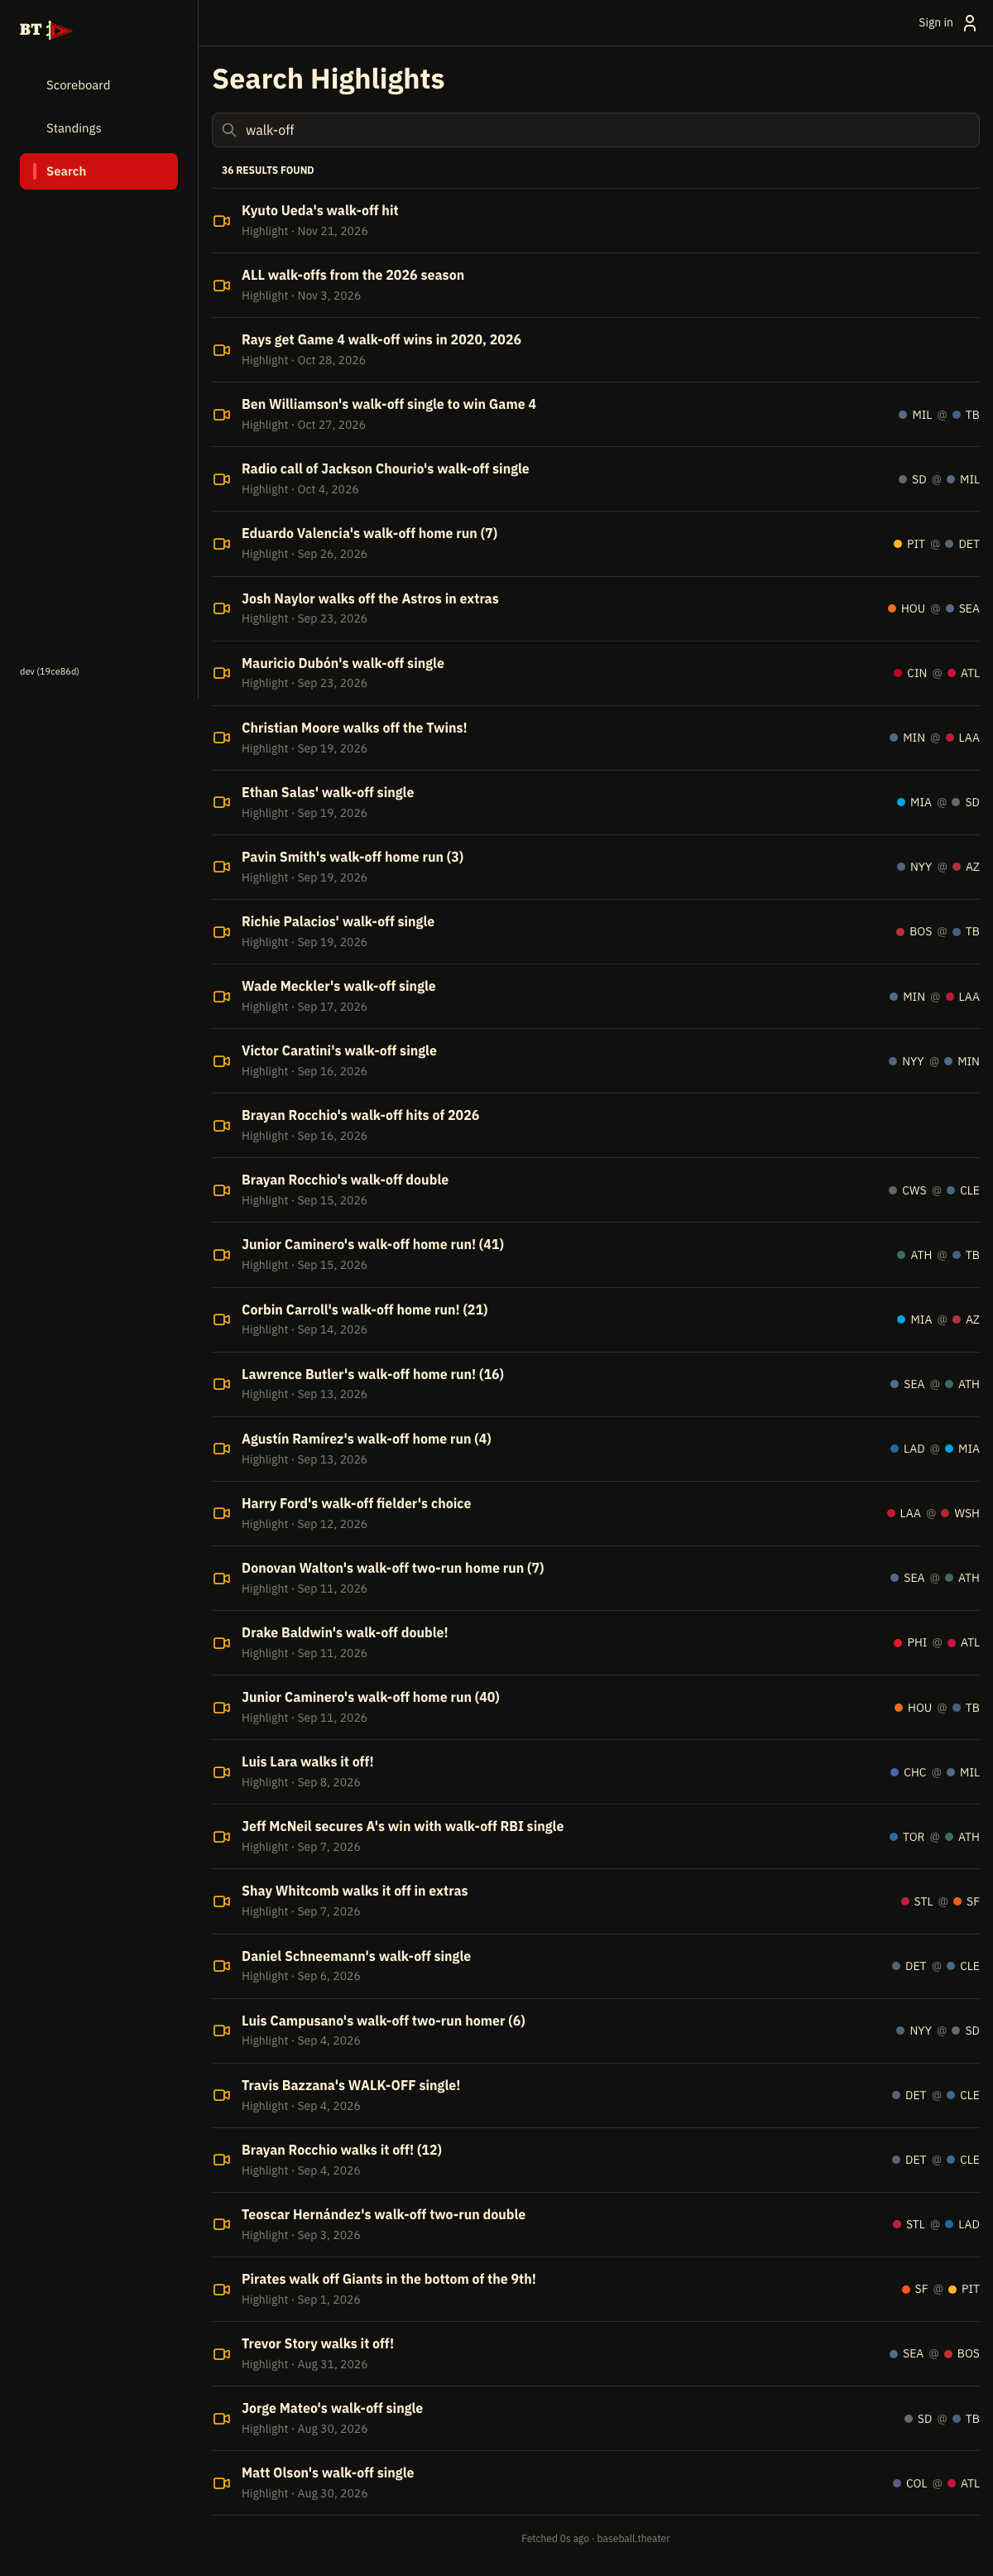 BT
Sign in
Scoreboard
Standings
Search
dev (19ce86d)
Search Highlights
walk-off
36 RESULTS FOUND
Kyuto Ueda's walk-off hit
Highlight · Nov 21, 2026
ALL walk-offs from the 2026 season
Highlight · Nov 3, 2026
Rays get Game 4 walk-off wins in 2020, 2026
Highlight · Oct 28, 2026
Ben Williamson's walk-off single to win Game 4
Highlight · Oct 27, 2026
MIL @ TB
Radio call of Jackson Chourio's walk-off single
Highlight · Oct 4, 2026
SD @ MIL
Eduardo Valencia's walk-off home run (7)
Highlight · Sep 26, 2026
PIT @ DET
Josh Naylor walks off the Astros in extras
Highlight · Sep 23, 2026
HOU @ SEA
Mauricio Dubón's walk-off single
Highlight · Sep 23, 2026
CIN @ ATL
Christian Moore walks off the Twins!
Highlight · Sep 19, 2026
MIN @ LAA
Ethan Salas' walk-off single
Highlight · Sep 19, 2026
MIA @ SD
Pavin Smith's walk-off home run (3)
Highlight · Sep 19, 2026
NYY @ AZ
Richie Palacios' walk-off single
Highlight · Sep 19, 2026
BOS @ TB
Wade Meckler's walk-off single
Highlight · Sep 17, 2026
MIN @ LAA
Victor Caratini's walk-off single
Highlight · Sep 16, 2026
NYY @ MIN
Brayan Rocchio's walk-off hits of 2026
Highlight · Sep 16, 2026
Brayan Rocchio's walk-off double
Highlight · Sep 15, 2026
CWS @ CLE
Junior Caminero's walk-off home run! (41)
Highlight · Sep 15, 2026
ATH @ TB
Corbin Carroll's walk-off home run! (21)
Highlight · Sep 14, 2026
MIA @ AZ
Lawrence Butler's walk-off home run! (16)
Highlight · Sep 13, 2026
SEA @ ATH
Agustín Ramírez's walk-off home run (4)
Highlight · Sep 13, 2026
LAD @ MIA
Harry Ford's walk-off fielder's choice
Highlight · Sep 12, 2026
LAA @ WSH
Donovan Walton's walk-off two-run home run (7)
Highlight · Sep 11, 2026
SEA @ ATH
Drake Baldwin's walk-off double!
Highlight · Sep 11, 2026
PHI @ ATL
Junior Caminero's walk-off home run (40)
Highlight · Sep 11, 2026
HOU @ TB
Luis Lara walks it off!
Highlight · Sep 8, 2026
CHC @ MIL
Jeff McNeil secures A's win with walk-off RBI single
Highlight · Sep 7, 2026
TOR @ ATH
Shay Whitcomb walks it off in extras
Highlight · Sep 7, 2026
STL @ SF
Daniel Schneemann's walk-off single
Highlight · Sep 6, 2026
DET @ CLE
Luis Campusano's walk-off two-run homer (6)
Highlight · Sep 4, 2026
NYY @ SD
Travis Bazzana's WALK-OFF single!
Highlight · Sep 4, 2026
DET @ CLE
Brayan Rocchio walks it off! (12)
Highlight · Sep 4, 2026
DET @ CLE
Teoscar Hernández's walk-off two-run double
Highlight · Sep 3, 2026
STL @ LAD
Pirates walk off Giants in the bottom of the 9th!
Highlight · Sep 1, 2026
SF @ PIT
Trevor Story walks it off!
Highlight · Aug 31, 2026
SEA @ BOS
Jorge Mateo's walk-off single
Highlight · Aug 30, 2026
SD @ TB
Matt Olson's walk-off single
Highlight · Aug 30, 2026
COL @ ATL
Fetched 0s ago · baseball.theater